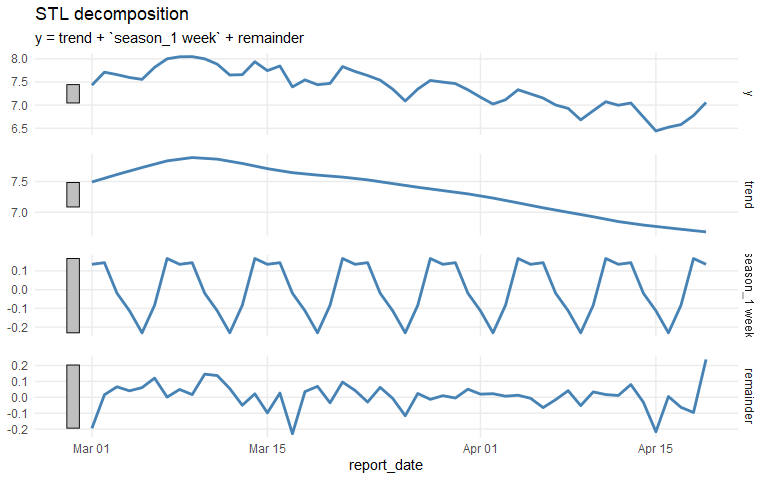 STL decomposition
y = trend + `season_1 week` + remainder
8.0
7.5
7.0
6.5
y
7.5
7.0
trend
0.1
0.0
-0.1
-0.2
season_1 week
0.2
0.1
0.0
-0.1
-0.2
remainder
Mar 01
Mar 15
Apr 01
Apr 15
report_date